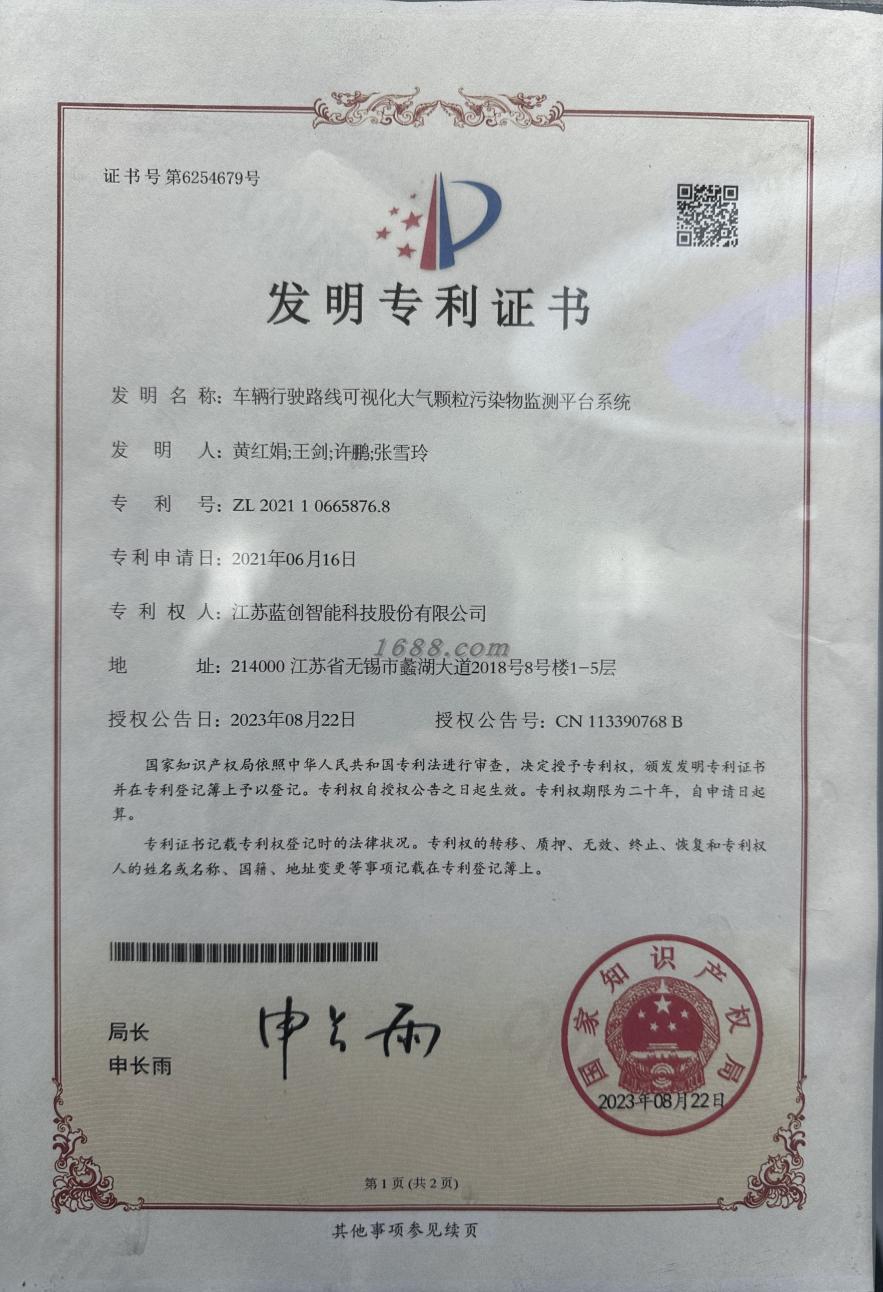 证书号第6254679号
发明专利证书
发明名称：车辆行驶路线可视化大气颗粒污染物监测平台系统
发明人：黄红娟;王剑;许鹏;张雪玲
专利号：ZL 2021 1 0665876.8
专利申请日：2021年06月16日
专利权人：江苏蓝创智能科技股份有限公司
1688.com
地址：214000 江苏省无锡市蠡湖大道2018号8号楼1-5层
授权公告日：2023年08月22日 授权公告号：CN 113390768 B
国家知识产权局依照中华人民共和国专利法进行审查，决定授予专利权，颁发发明专利证书
并在专利登记簿上予以登记。专利权自授权公告之日起生效。专利权期限为二十年，自申请日起
算。
专利证书记载专利权登记时的法律状况。专利权的转移、质押、无效、终止、恢复和专利权
人的姓名或名称、国籍、地址变更等事项记载在专利登记簿上。
局长
申长雨
申长雨
国家知识产权局
2023年08月22日
第1页(共2页)
其他事项参见续页